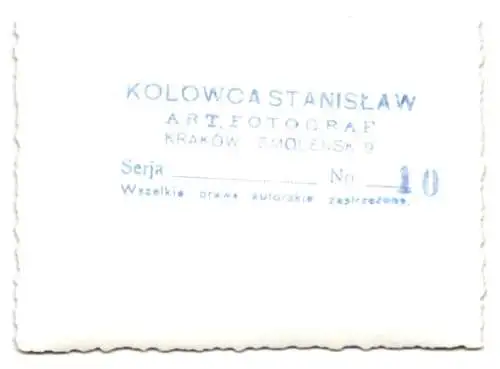 KOLOWCA STANISŁAW
ART. FOTOGRAF
KRAKÓW SMOLEŃSK 9
Serja No 10
Wszelkie prawa autorskie zastrzeżone.